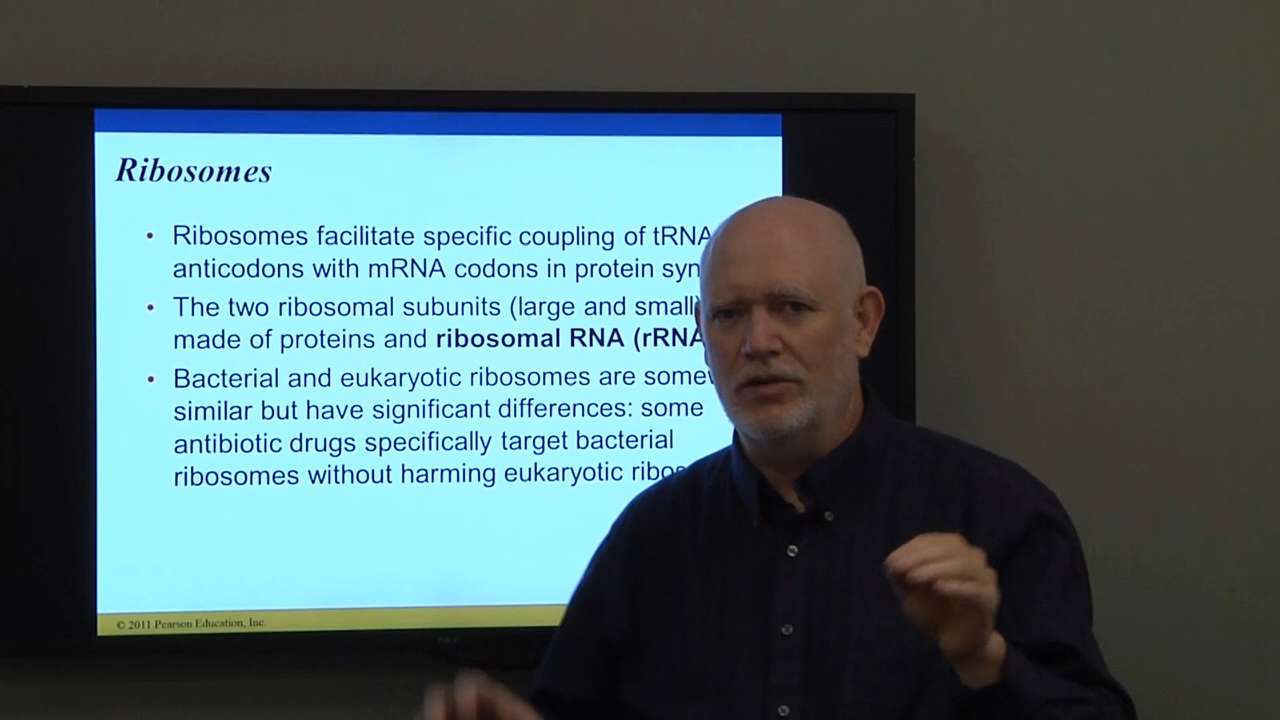 Ribosomes
• Ribosomes facilitate specific coupling of tRNA
anticodons with mRNA codons in protein syn
• The two ribosomal subunits (large and small)
made of proteins and ribosomal RNA (rRNA
• Bacterial and eukaryotic ribosomes are somew
similar but have significant differences: some
antibiotic drugs specifically target bacterial
ribosomes without harming eukaryotic ribos
© 2011 Pearson Education, Inc.
NEC